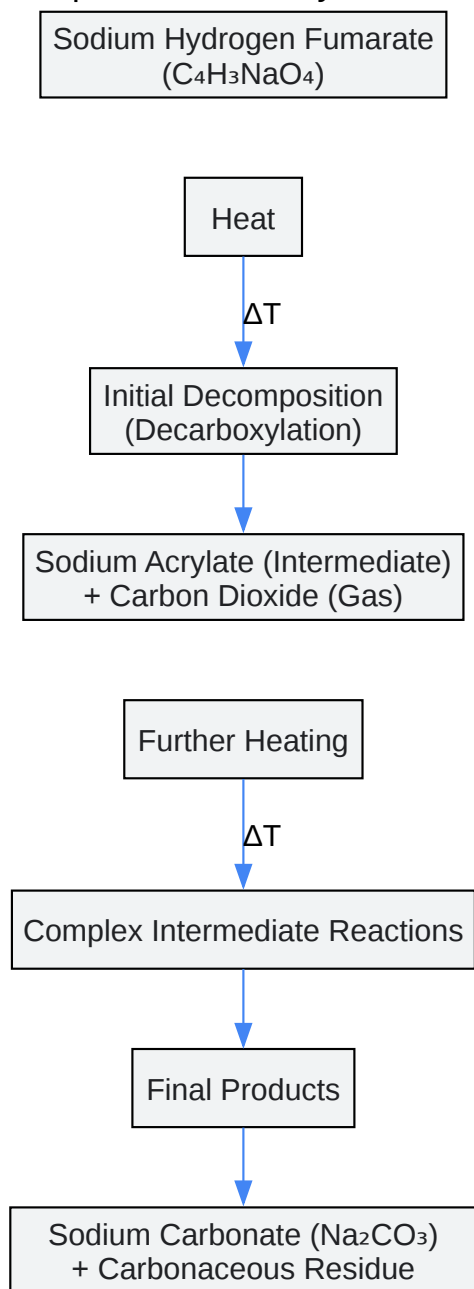 Sodium Hydrogen Fumarate
(C₄H₃NaO₄)
Heat
ΔT
Initial Decomposition
(Decarboxylation)
Sodium Acrylate (Intermediate)
+ Carbon Dioxide (Gas)
Further Heating
ΔT
Complex Intermediate Reactions
Final Products
Sodium Carbonate (Na₂CO₃)
+ Carbonaceous Residue